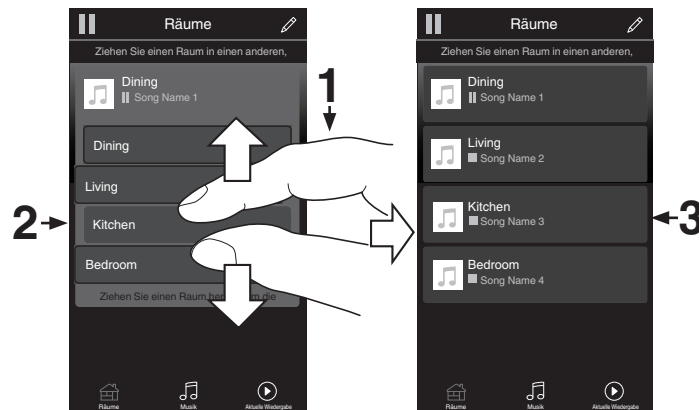 Räume
Ziehen Sie einen Raum in einen anderen,
Dining
Song Name 1
Dining
Living
Kitchen
Bedroom
Ziehen Sie einen Raum die
Räume
Musik
Aktuelle Wiedergabe
1
2
Räume
Ziehen Sie einen Raum in einen anderen,
Dining
Song Name 1
Living
Song Name 2
Kitchen
Song Name 3
Bedroom
Song Name 4
Räume
Musik
Aktuelle Wiedergabe
3